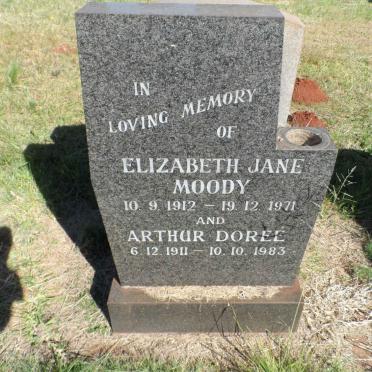 IN
LOVING MEMORY
OF
ELIZABETH JANE
MOODY
10. 9. 1912 – 19. 12. 1971
AND
ARTHUR DOREE
6. 12. 1911 – 10. 10. 1983